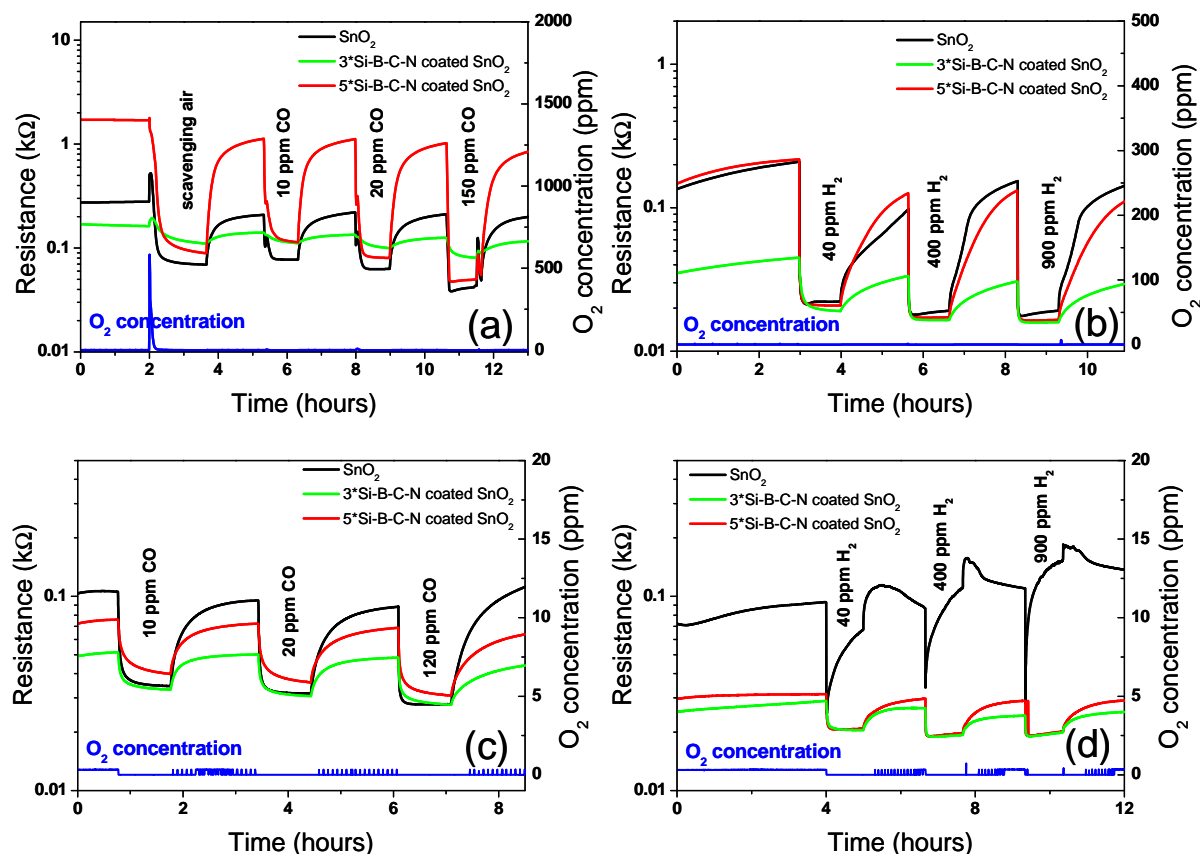 10
1
0.1
0.01
Resistance (kΩ)
0 2 4 6 8 10 12
Time (hours)
2000
1500
1000
500
0
O₂ concentration (ppm)
SnO₂
3*Si-B-C-N coated SnO₂
5*Si-B-C-N coated SnO₂
scavenging air
10 ppm CO
20 ppm CO
150 ppm CO
O₂ concentration
(a)
1
0.1
0.01
Resistance (kΩ)
0 2 4 6 8 10
Time (hours)
500
400
300
200
100
0
O₂ concentration (ppm)
SnO₂
3*Si-B-C-N coated SnO₂
5*Si-B-C-N coated SnO₂
40 ppm H₂
400 ppm H₂
900 ppm H₂
O₂ concentration
(b)
0.1
0.01
Resistance (kΩ)
0 2 4 6 8
Time (hours)
20
15
10
5
0
O₂ concentration (ppm)
SnO₂
3*Si-B-C-N coated SnO₂
5*Si-B-C-N coated SnO₂
10 ppm CO
20 ppm CO
120 ppm CO
O₂ concentration
(c)
0.1
0.01
Resistance (kΩ)
0 4 8 12
Time (hours)
20
15
10
5
0
O₂ concentration (ppm)
SnO₂
3*Si-B-C-N coated SnO₂
5*Si-B-C-N coated SnO₂
40 ppm H₂
400 ppm H₂
900 ppm H₂
O₂ concentration
(d)